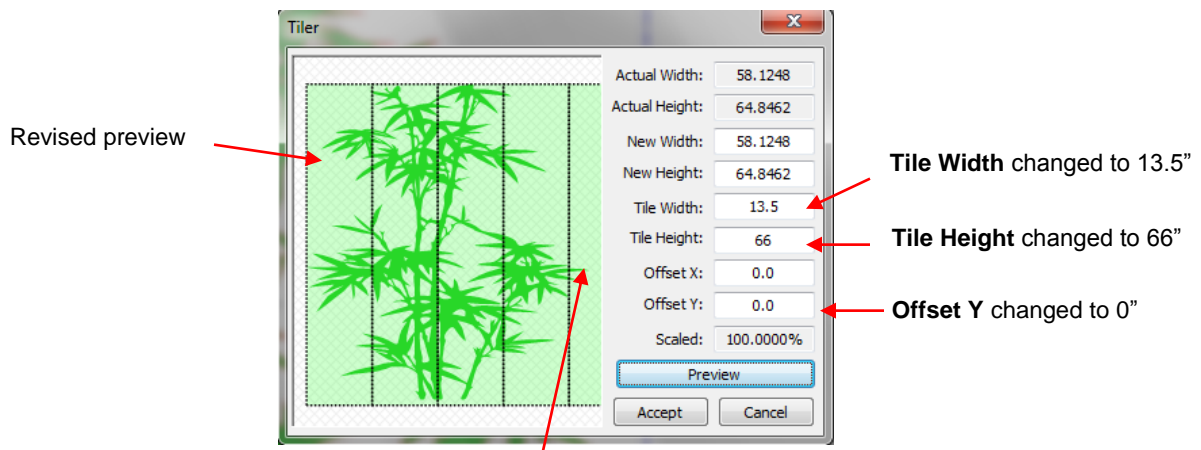 Tiler
Actual Width: 58.1248
Actual Height: 64.8462
New Width: 58.1248
New Height: 64.8462
Tile Width: 13.5
Tile Height: 66
Offset X: 0.0
Offset Y: 0.0
Scaled: 100.0000%
Preview
Accept Cancel
Revised preview
Tile Width changed to 13.5”
Tile Height changed to 66”
Offset Y changed to 0”